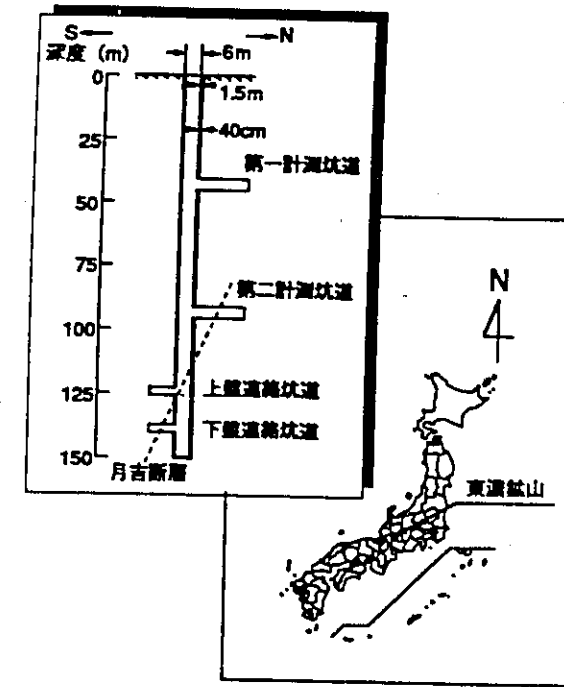 S N
深度 (m)
6m
0
1.5m
25
40cm
第一計測坑道
50
75
第二計測坑道
100
125
上盤連絡坑道
下盤連絡坑道
150
月吉断層
N
東濃鉱山